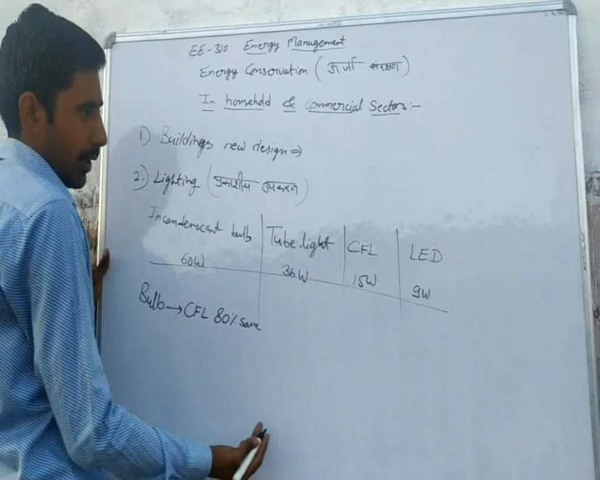 EE-310 Energy Management
Energy Conservation (ऊर्जा संरक्षण)
In household & commercial Sector:-
1) Buildings new design ⇒
2.) Lighting (प्रकाशीय उपकरण)
Incondenscent bulb | Tube light | CFL | LED
60W | 36W | 15W | 9W
Bulb → CFL 80% save